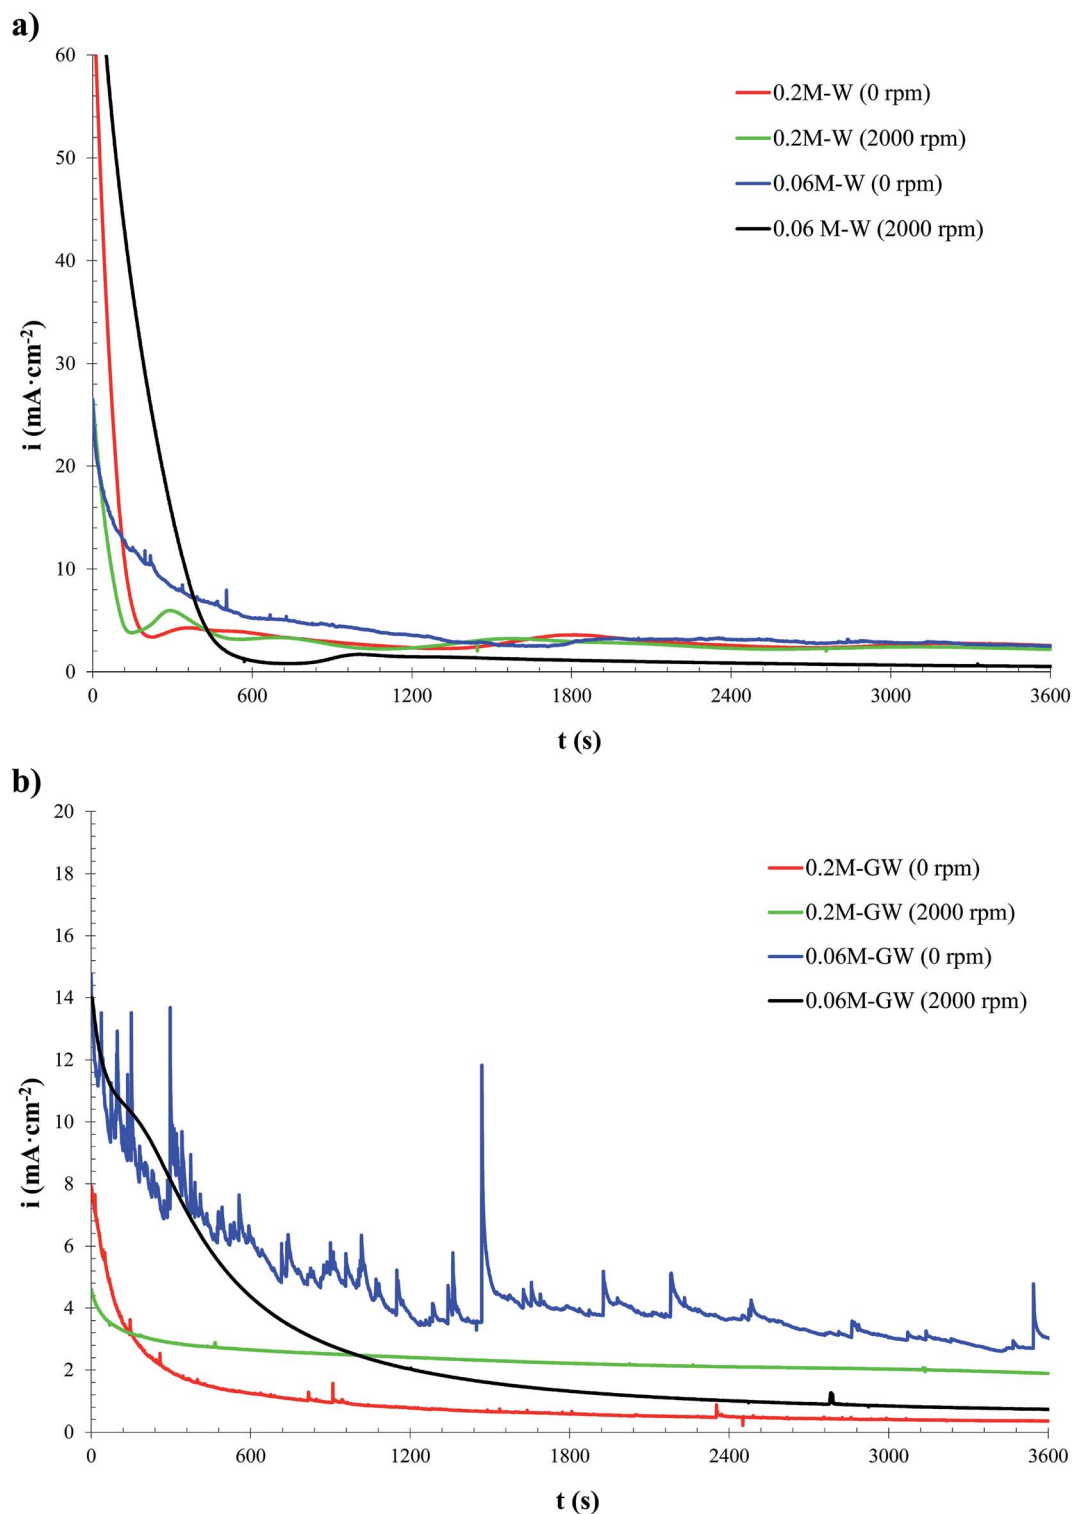 a)
60
50
40
30
20
10
0
i (mA·cm-2)
0.2M-W (0 rpm)
0.2M-W (2000 rpm)
0.06M-W (0 rpm)
0.06 M-W (2000 rpm)
0 600 1200 1800 2400 3000 3600
t (s)
b)
20
18
16
14
12
10
8
6
4
2
0
i (mA·cm-2)
0.2M-GW (0 rpm)
0.2M-GW (2000 rpm)
0.06M-GW (0 rpm)
0.06M-GW (2000 rpm)
0 600 1200 1800 2400 3000 3600
t (s)